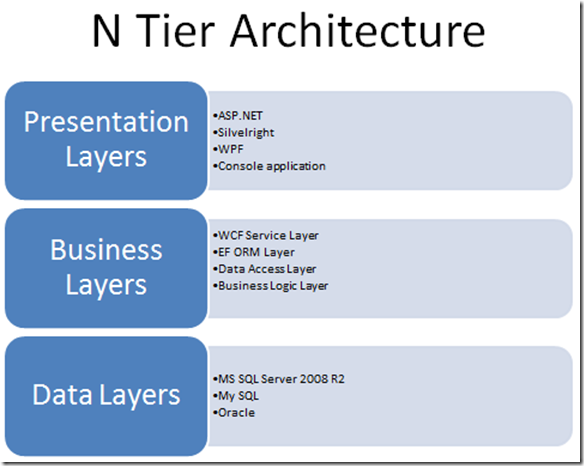 N Tier Architecture
Presentation
Layers
•ASP.NET
•Silvelright
•WPF
•Console application
Business
Layers
•WCF Service Layer
•EF ORM Layer
•Data Access Layer
•Business Logic Layer
Data Layers
•MS SQL Server 2008 R2
•My SQL
•Oracle